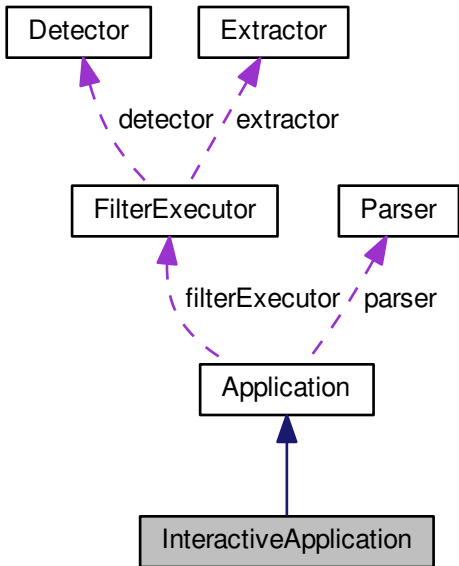 Detector
Extractor
detector
extractor
FilterExecutor
Parser
filterExecutor
parser
Application
InteractiveApplication